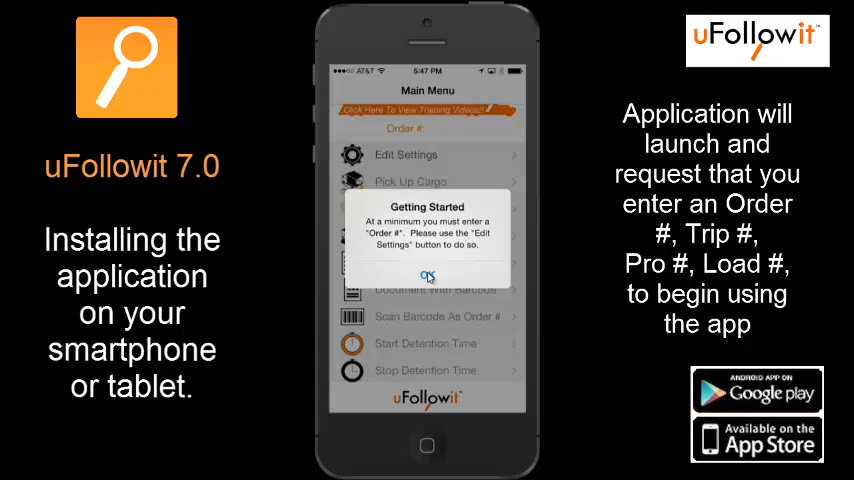 uFollowit 7.0
Installing the
application
on your
smartphone
or tablet.
AT&T
5:47 PM
Main Menu
Click Here To View Training Videos!!
Order #:
Edit Settings
Pick Up Cargo
Getting Started
At a minimum you must enter a
"Order #". Please use the "Edit
Settings" button to do so.
OK
Document With Barcode
Scan Barcode As Order #
Start Detention Time
Stop Detention Time
uFollowit
uFollowit™
Application will
launch and
request that you
enter an Order
#, Trip #,
Pro #, Load #,
to begin using
the app
ANDROID APP ON
Google play
Available on the
App Store